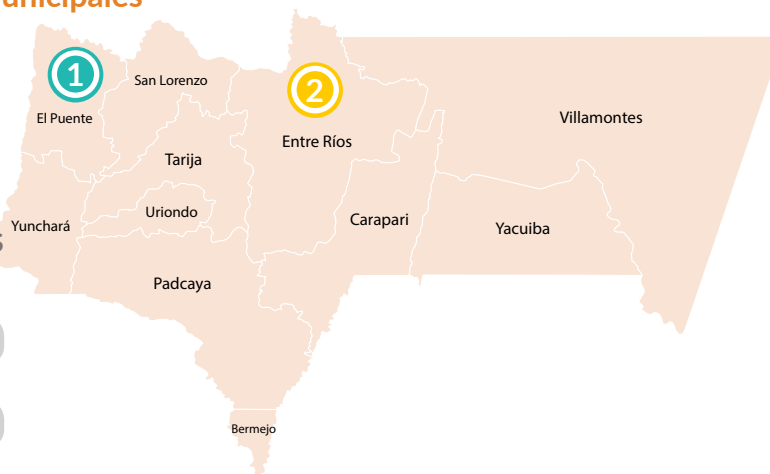 unicipales
1
2
San Lorenzo
El Puente
Villamontes
Entre Ríos
Tarija
Uriondo
Carapari
Yunchará
Yacuiba
s
Padcaya
Bermejo